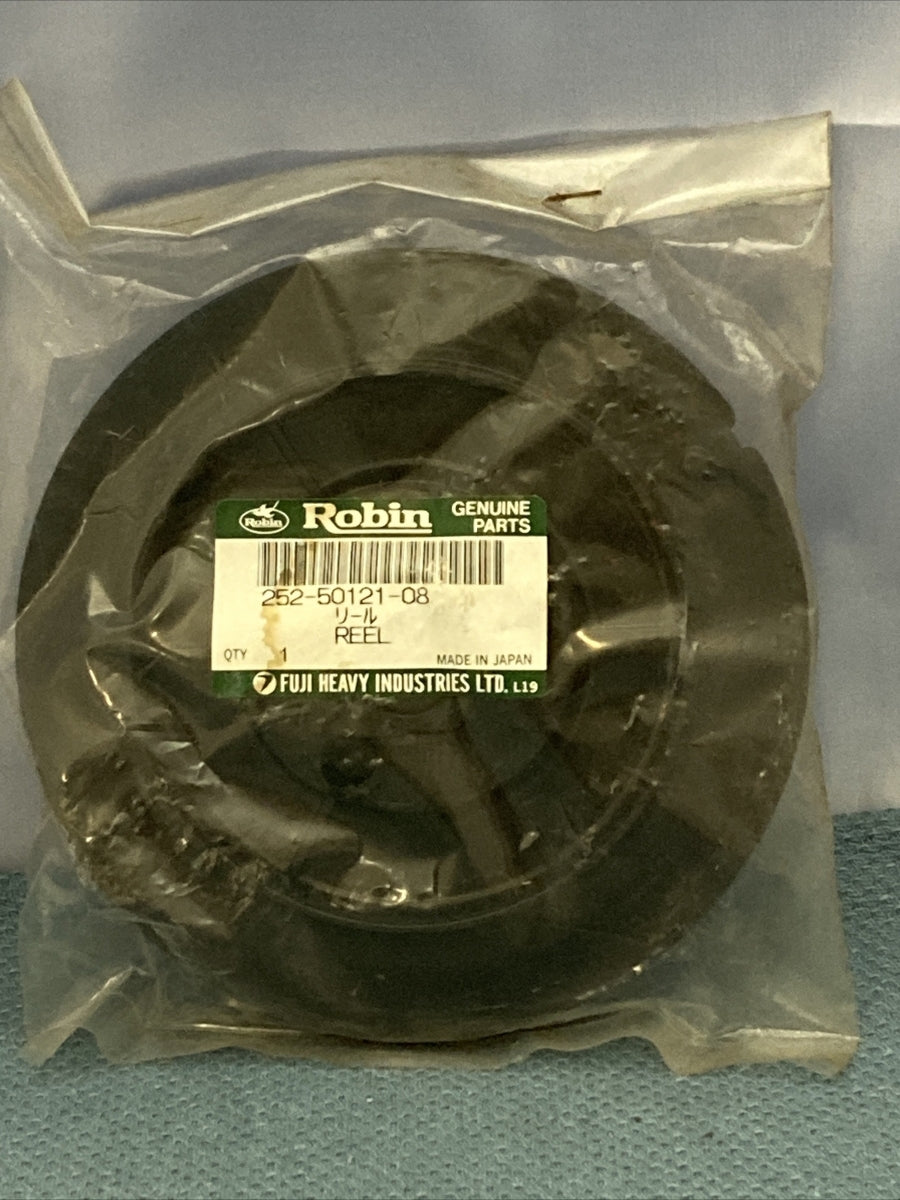 Robin
Robin GENUINE PARTS
252-50121-08
リール
REEL
QTY 1 MADE IN JAPAN
FUJI HEAVY INDUSTRIES LTD. L19